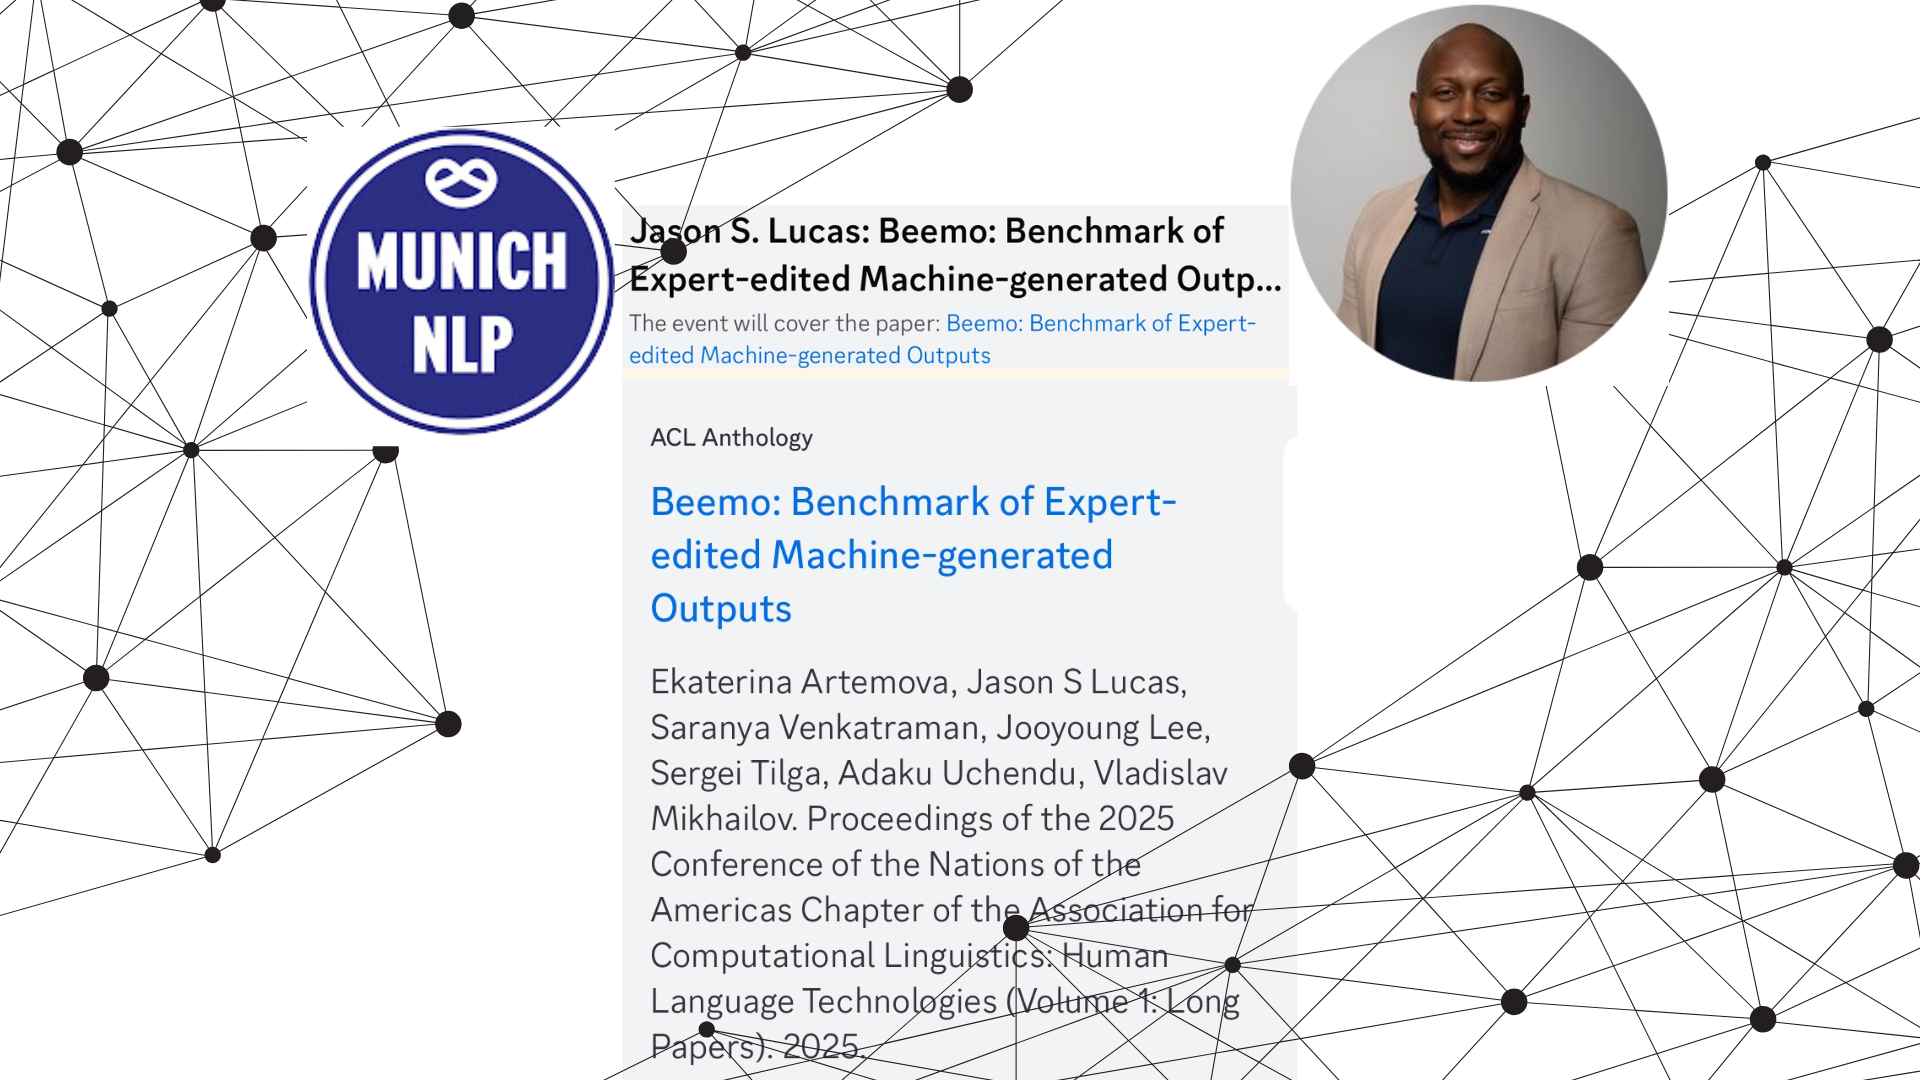 MUNICH
NLP
Jason S. Lucas: Beemo: Benchmark of
Expert-edited Machine-generated Outp...
The event will cover the paper: Beemo: Benchmark of Expert-
edited Machine-generated Outputs
ACL Anthology
Beemo: Benchmark of Expert-
edited Machine-generated
Outputs
Ekaterina Artemova, Jason S Lucas,
Saranya Venkatraman, Jooyoung Lee,
Sergei Tilga, Adaku Uchendu, Vladislav
Mikhailov. Proceedings of the 2025
Conference of the Nations of the
Americas Chapter of the Association for
Computational Linguistics: Human
Language Technologies (Volume 1: Long
Papers). 2025.